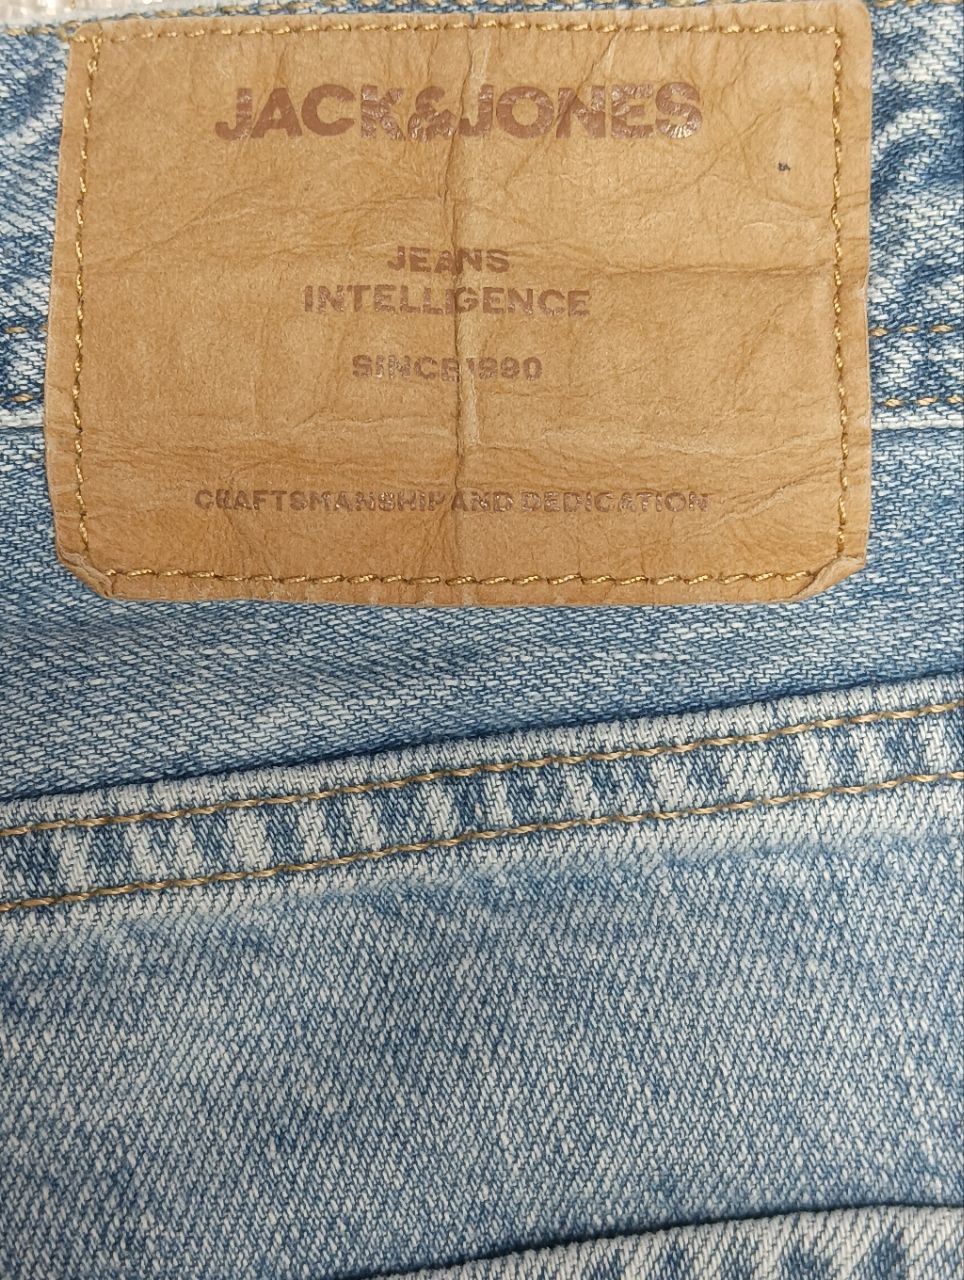 JACK&JONES
JEANS
INTELLIGENCE
SINCE 1990
CRAFTSMANSHIP AND DEDICATION